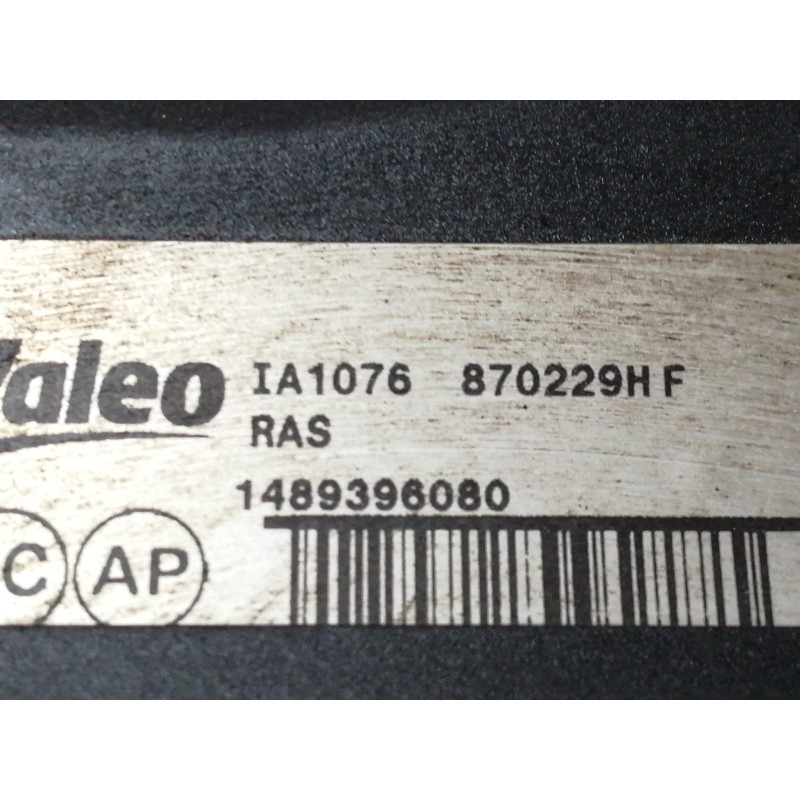 Valeo IA1076 870229H F
RAS
1489396080
C AP